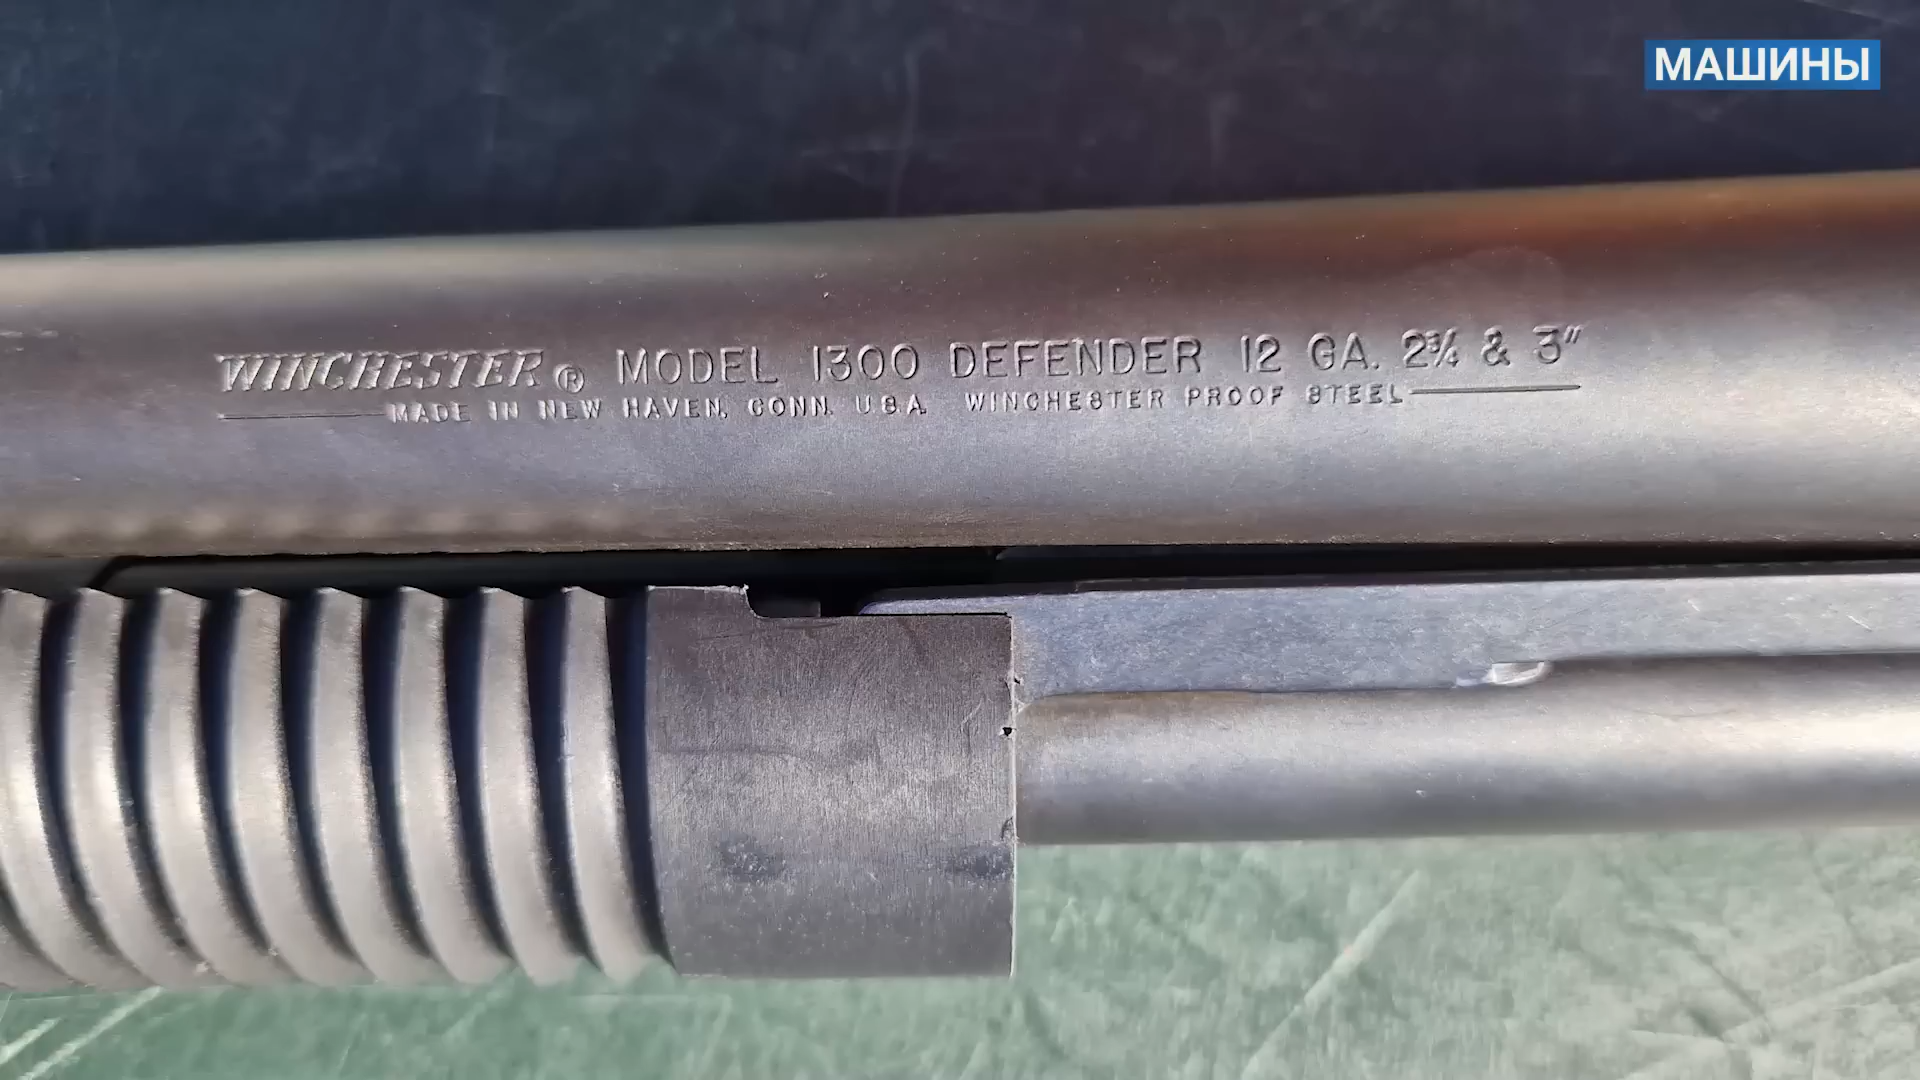 МАШИНЫ
WINCHESTER® MODEL 1300 DEFENDER 12 GA. 2¾ & 3"
MADE IN NEW HAVEN, CONN. U.S.A. WINCHESTER PROOF STEEL